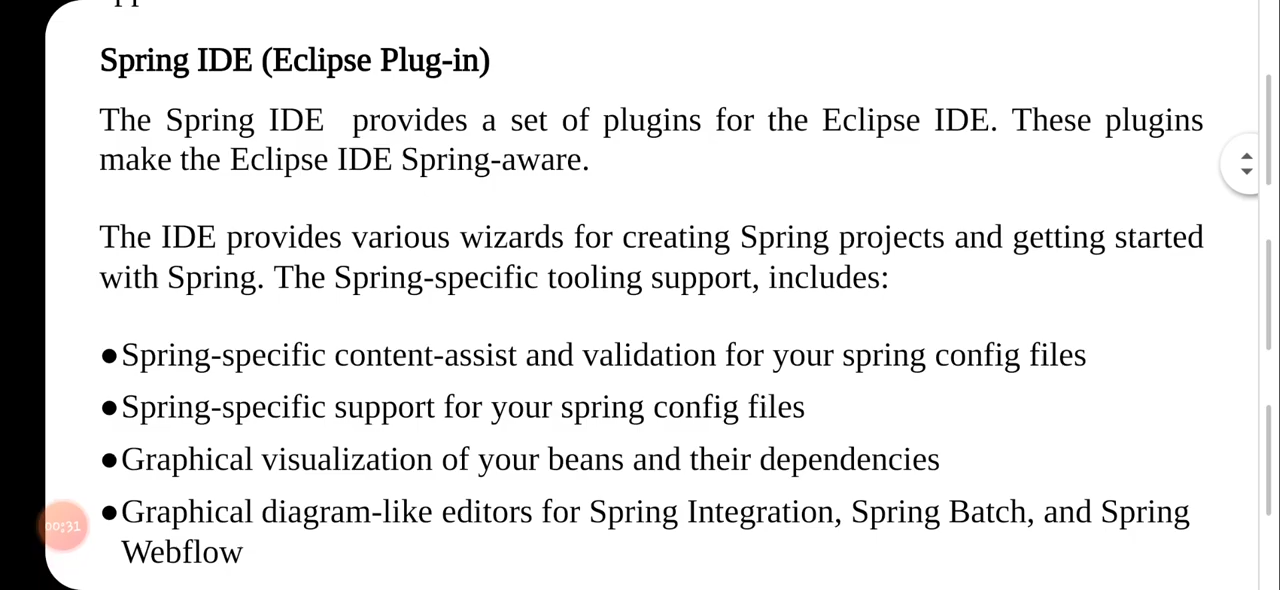 Spring IDE (Eclipse Plug-in)
The Spring IDE provides a set of plugins for the Eclipse IDE. These plugins
make the Eclipse IDE Spring-aware.
The IDE provides various wizards for creating Spring projects and getting started
with Spring. The Spring-specific tooling support, includes:
●Spring-specific content-assist and validation for your spring config files
●Spring-specific support for your spring config files
●Graphical visualization of your beans and their dependencies
●Graphical diagram-like editors for Spring Integration, Spring Batch, and Spring
Webflow
00:31